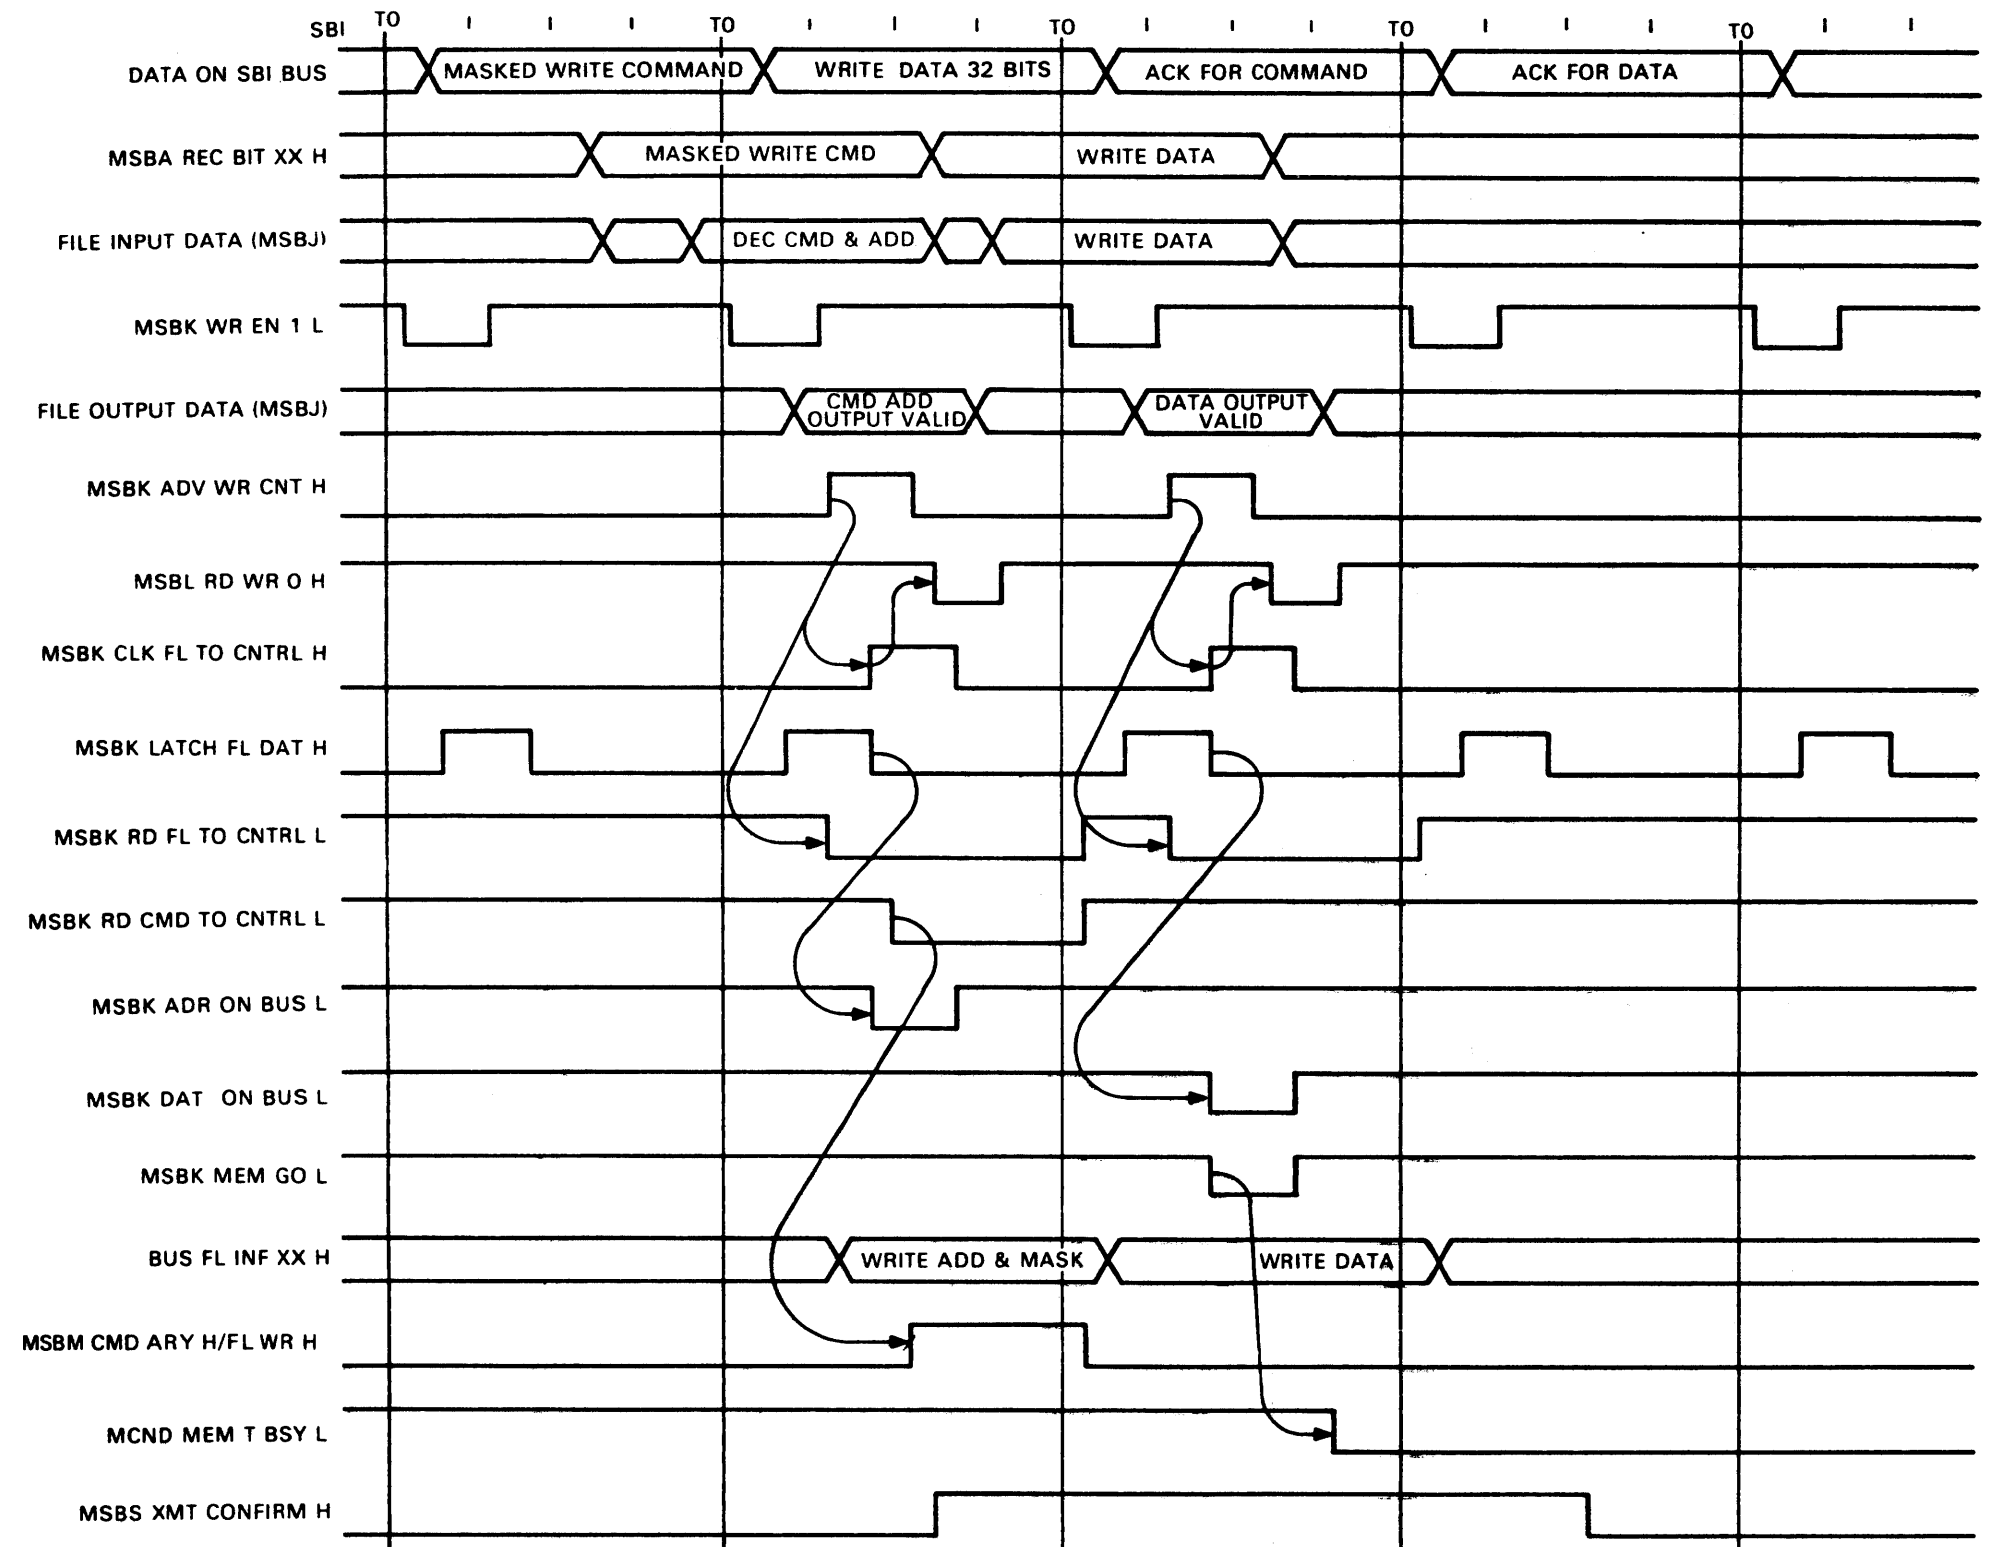 SBI TO TO TO TO TO
DATA ON SBI BUS MASKED WRITE COMMAND WRITE DATA 32 BITS ACK FOR COMMAND ACK FOR DATA
MSBA REC BIT XX H MASKED WRITE CMD WRITE DATA
FILE INPUT DATA (MSBJ) DEC CMD & ADD WRITE DATA
MSBK WR EN 1 L
FILE OUTPUT DATA (MSBJ) CMD ADD OUTPUT VALID DATA OUTPUT VALID
MSBK ADV WR CNT H
MSBL RD WR O H
MSBK CLK FL TO CNTRL H
MSBK LATCH FL DAT H
MSBK RD FL TO CNTRL L
MSBK RD CMD TO CNTRL L
MSBK ADR ON BUS L
MSBK DAT ON BUS L
MSBK MEM GO L
BUS FL INF XX H WRITE ADD & MASK WRITE DATA
MSBM CMD ARY H/FL WR H
MCND MEM T BSY L
MSBS XMT CONFIRM H